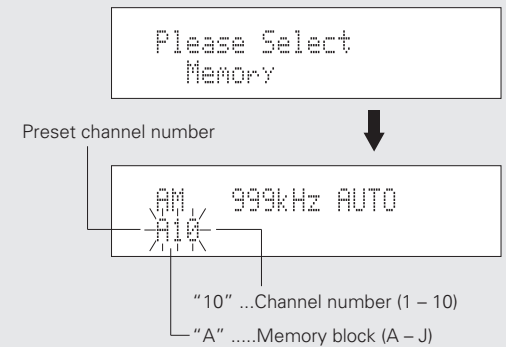 Please Select
Memory
Preset channel number
AM 999kHz AUTO
A10
“10” ...Channel number (1 – 10)
“A” .....Memory block (A – J)